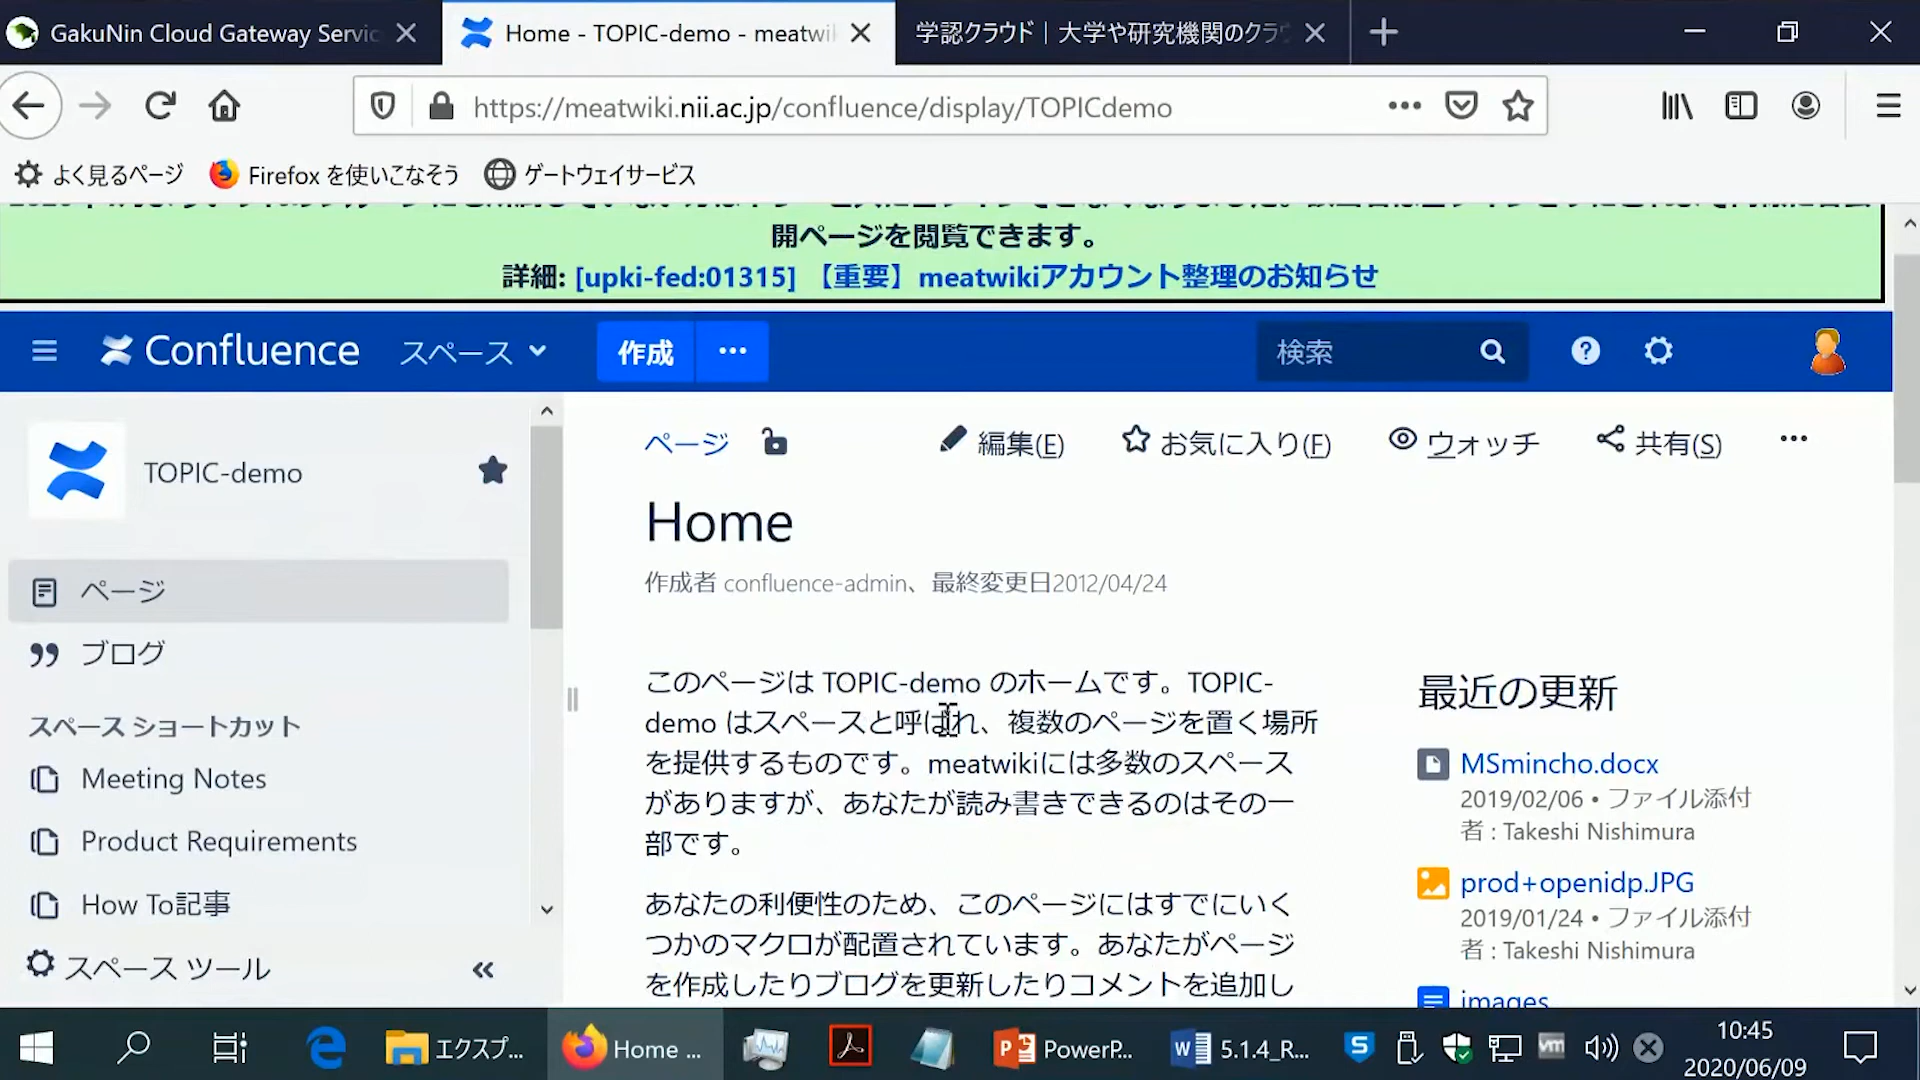 GakuNin Cloud Gateway Servic
Home - TOPIC-demo - meatwi
学認クラウド｜大学や研究機関のクラ
https://meatwiki.nii.ac.jp/confluence/display/TOPICdemo
よく見るページ
Firefox を使いこなそう
ゲートウェイサービス
開ページを閲覧できます。
詳細: [upki-fed:01315] 【重要】meatwikiアカウント整理のお知らせ
Confluence
スペース
作成
検索
TOPIC-demo
ページ
ブログ
スペース ショートカット
Meeting Notes
Product Requirements
How To記事
スペース ツール
ページ
編集(E)
お気に入り(F)
ウォッチ
共有(S)
Home
作成者 confluence-admin、最終変更日2012/04/24
このページは TOPIC-demo のホームです。TOPIC-
demo はスペースと呼ばれ、複数のページを置く場所
を提供するものです。meatwikiには多数のスペース
がありますが、あなたが読み書きできるのはその一
部です。
あなたの利便性のため、このページにはすでにいく
つかのマクロが配置されています。あなたがページ
を作成したりブログを更新したりコメントを追加し
最近の更新
MSmincho.docx
2019/02/06 • ファイル添付
者 : Takeshi Nishimura
prod+openidp.JPG
2019/01/24 • ファイル添付
者 : Takeshi Nishimura
images
エクスプ...
Home ...
PowerP...
5.1.4_R...
10:45
2020/06/09